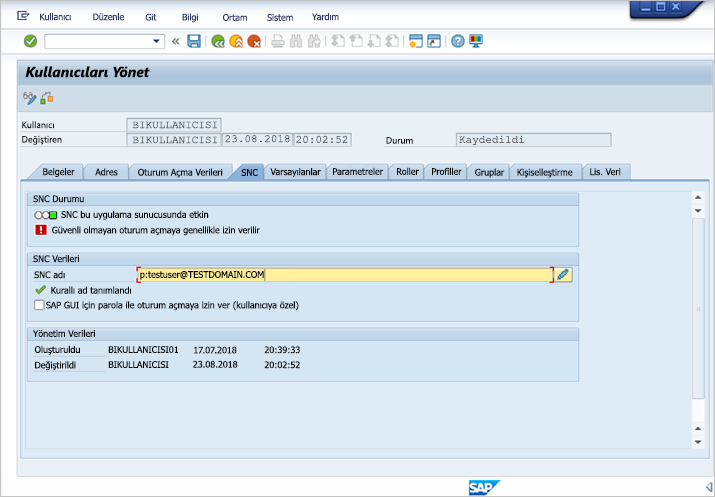 Kullanıcı Düzenle Git Bilgi Ortam Sistem Yardım
Kullanıcıları Yönet
Kullanıcı BIKULLANICISI
Değiştiren BIKULLANICISI 23.08.2018 20:02:52 Durum Kaydedildi
Belgeler Adres Oturum Açma Verileri SNC Varsayılanlar Parametreler Roller Profiller Gruplar Kişiselleştirme Lis. Veri
SNC Durumu
SNC bu uygulama sunucusunda etkin
Güvenli olmayan oturum açmaya genellikle izin verilir
SNC Verileri
SNC adı p:testuser@TESTDOMAIN.COM
Kurallı ad tanımlandı
SAP GUI için parola ile oturum açmaya izin ver (kullanıcıya özel)
Yönetim Verileri
Oluşturuldu BIKULLANICISI01 17.07.2018 20:39:33
Değiştirildi BIKULLANICISI 23.08.2018 20:02:52
SAP